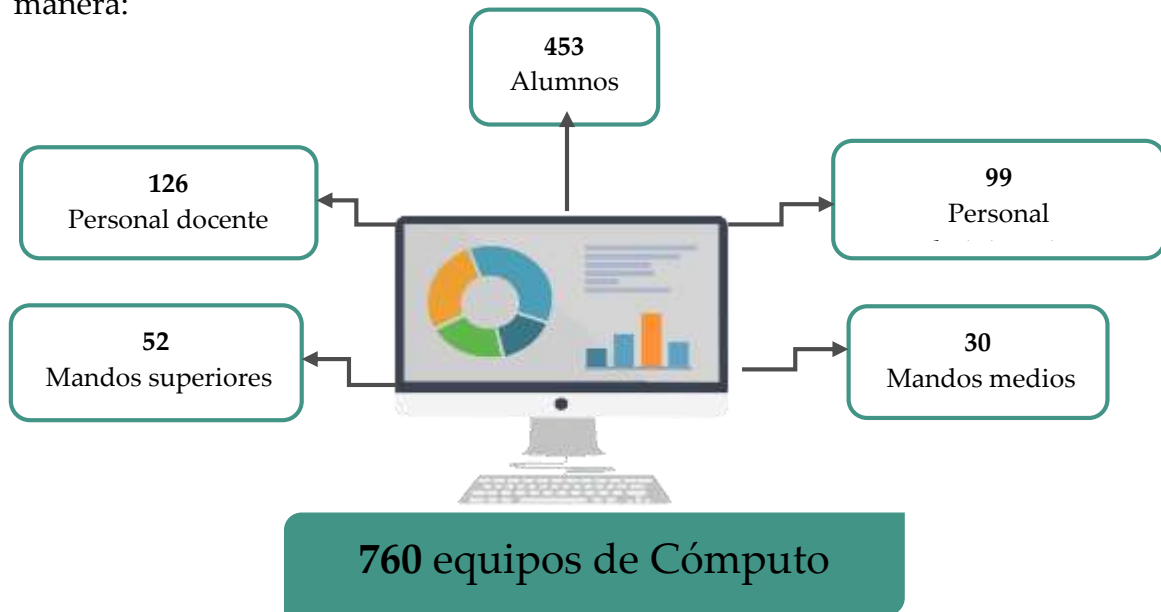 manera:
453
Alumnos
126
Personal docente
99
Personal
52
Mandos superiores
30
Mandos medios
760 equipos de Cómputo